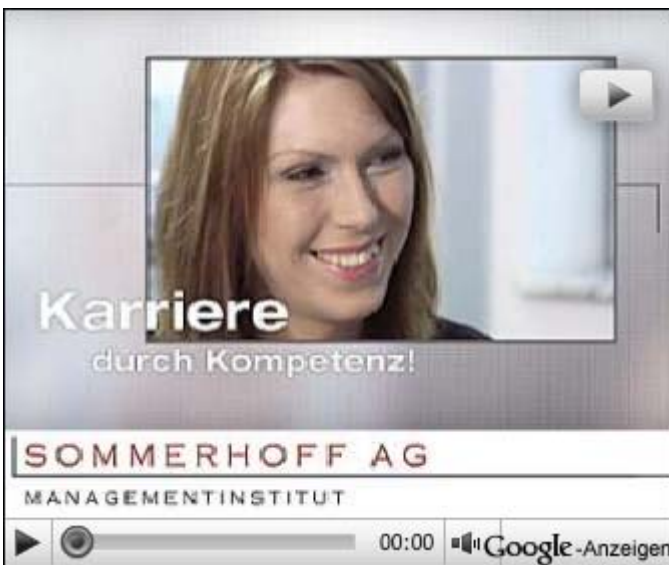 Karriere
durch Kompetenz!
SOMMERHOFF AG
MANAGEMENTINSTITUT
00:00 Google-Anzeigen